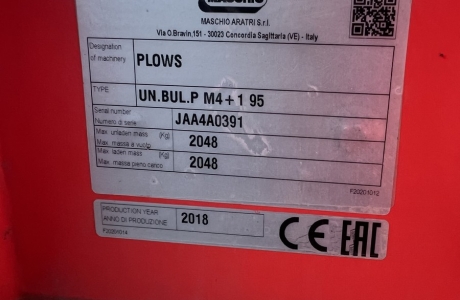 MASCHIO
MASCHIO ARATRI S.r.l.
Via O.Bravin,151 - 30023 Concordia Sagittaria (VE) - Italy
Designation of machinery PLOWS
TYPE UN.BUL.P M4+1 95
Serial number
Numero di serie JAA4A0391
Max. unladen mass (Kg)
Massa a vuoto 2048
Max. laden mass (Kg)
Max. massa pieno carico 2048
F20201012
PRODUCTION YEAR
ANNO DI PRODUZIONE 2018
CE EAC
F20201014